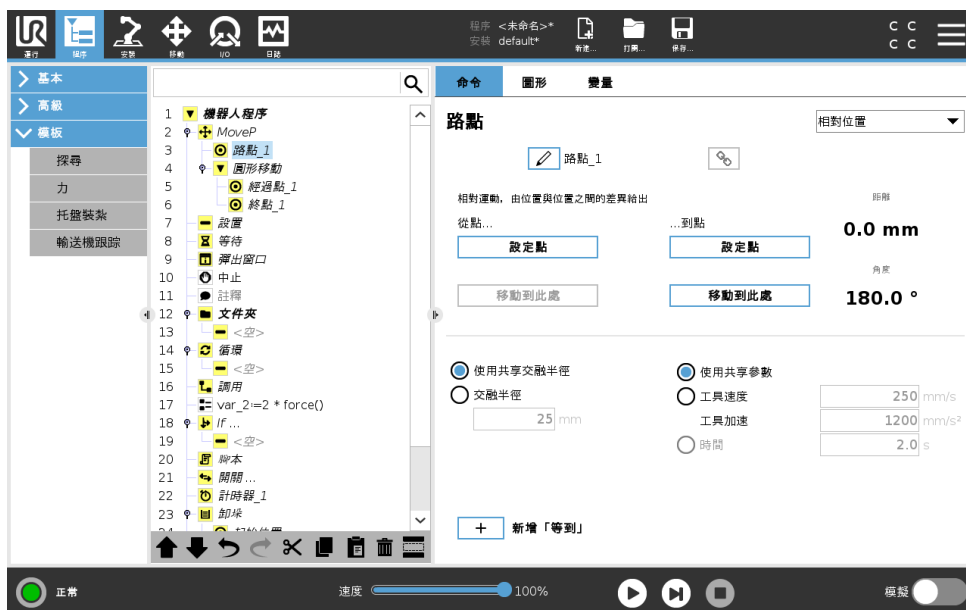 UR
運行
程序
安裝
移動
I/O
日誌
程序 <未命名>*
安裝 default*
新建...
打開...
保存...
C C
C C
基本
高級
模板
探尋
力
托盤裝紮
輸送機跟踪
1 機器人程序
2 MoveP
3 路點_1
4 圓形移動
5 經過點_1
6 終點_1
7 設置
8 等待
9 彈出窗口
10 中止
11 註釋
12 文件夾
13 <空>
14 循環
15 <空>
16 調用
17 var_2≔2 * force()
18 If ...
19 <空>
20 腳本
21 開關 ...
22 計時器_1
23 卸垛
24 起始位置
命令
圖形
變量
路點
相對位置
路點_1
相對運動，由位置與位置之間的差異給出
從點...
...到點
設定點
設定點
移動到此處
移動到此處
距離
0.0 mm
角度
180.0 °
使用共享交融半徑
交融半徑
25 mm
使用共享參數
工具速度 250 mm/s
工具加速 1200 mm/s²
時間 2.0 s
+ 新增「等到」
正常
速度
100%
模擬